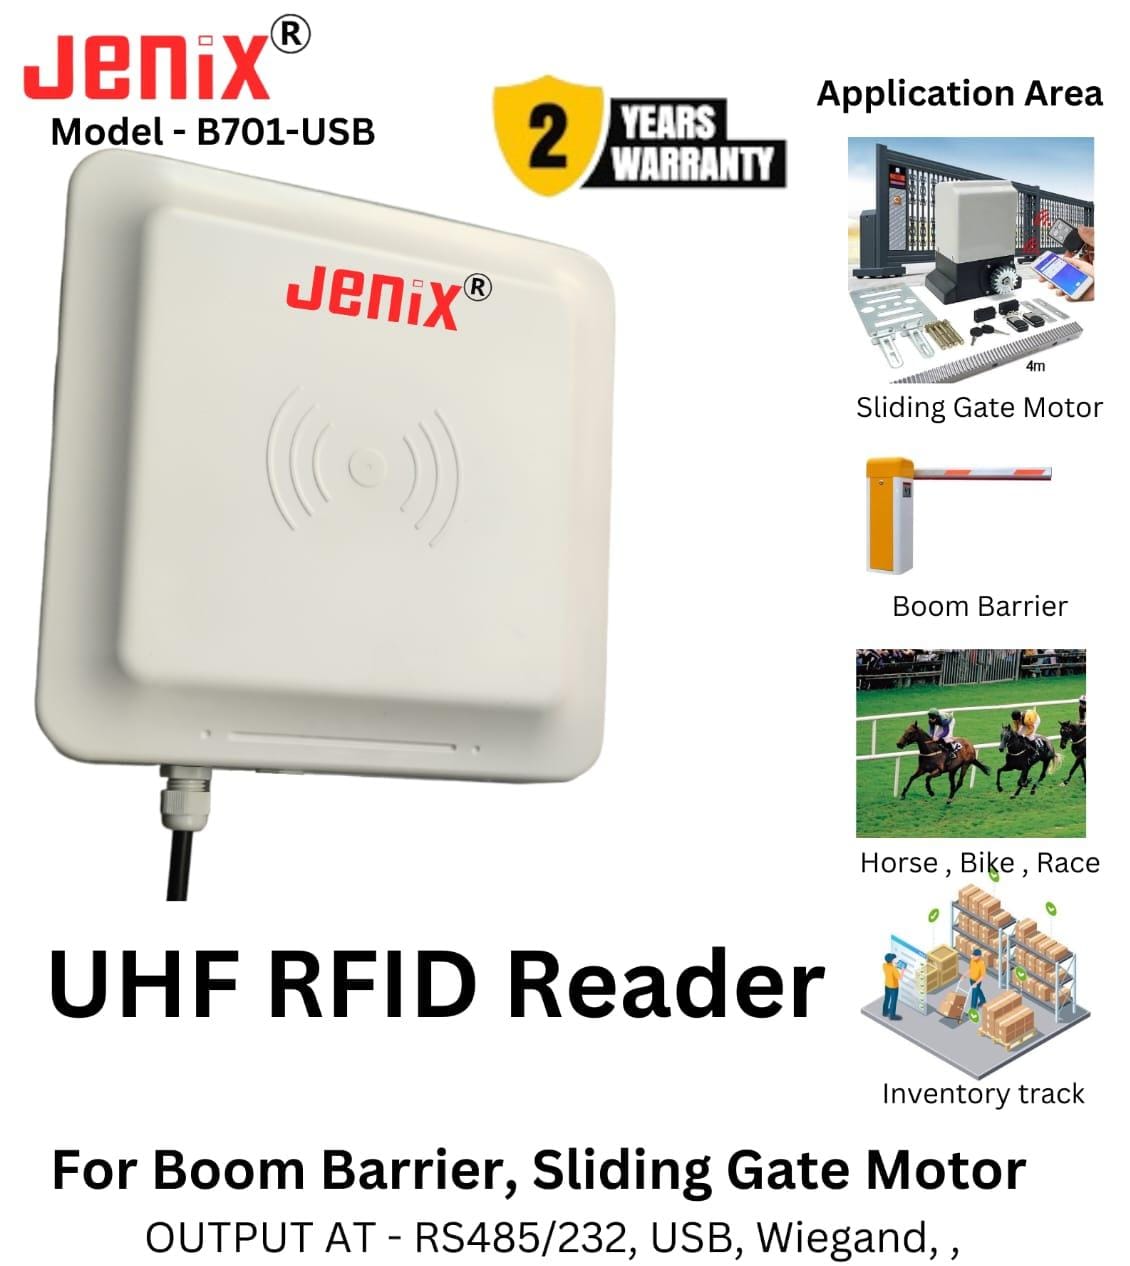 Jenix®
Model - B701-USB
2 YEARS
WARRANTY
Application Area
Jenix®
4m
Sliding Gate Motor
Boom Barrier
Horse , Bike , Race
Inventory track
UHF RFID Reader
For Boom Barrier, Sliding Gate Motor
OUTPUT AT - RS485/232, USB, Wiegand, ,